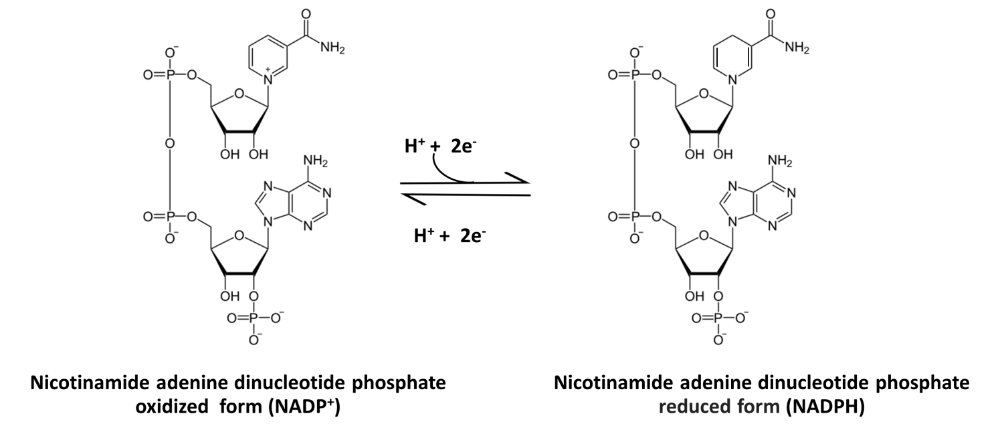 O
NH2
O-
O=P-O
N+
O
O
OH OH
NH2
N
N
N
N
O=P-O
O-
O
OH O
O=P-O-
O-
H+ + 2e-
H+ + 2e-
O
NH2
O-
O=P-O
N
O
O
OH OH
NH2
N
N
N
N
O=P-O
O-
O
OH O
O=P-O-
O-
Nicotinamide adenine dinucleotide phosphate
oxidized form (NADP+)
Nicotinamide adenine dinucleotide phosphate
reduced form (NADPH)